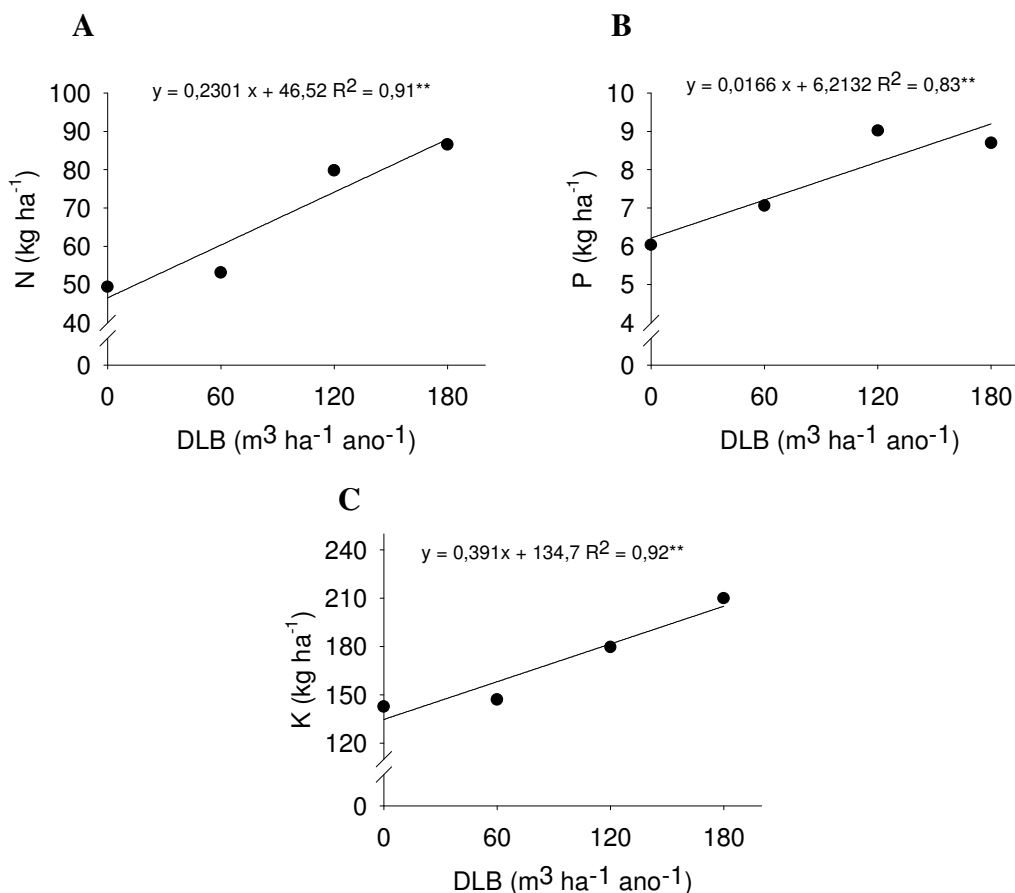 A
y = 0,2301 x + 46,52 R² = 0,91**
100
90
80
70
60
50
40
0
N (kg ha⁻¹)
0 60 120 180
DLB (m³ ha⁻¹ ano⁻¹)
B
y = 0,0166 x + 6,2132 R² = 0,83**
10
9
8
7
6
5
4
0
P (kg ha⁻¹)
0 60 120 180
DLB (m³ ha⁻¹ ano⁻¹)
C
y = 0,391x + 134,7 R² = 0,92**
240
210
180
150
120
0
K (kg ha⁻¹)
0 60 120 180
DLB (m³ ha⁻¹ ano⁻¹)